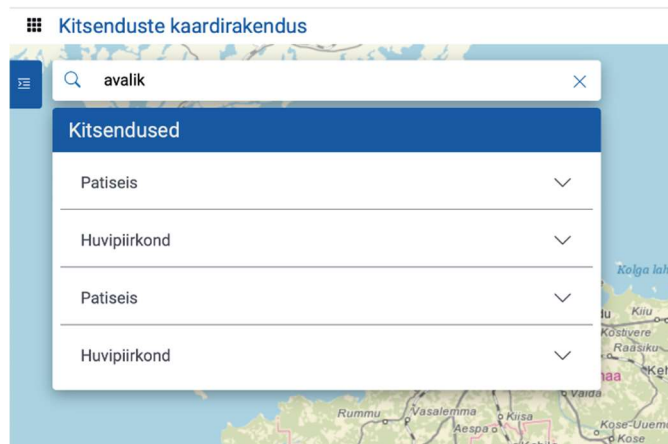 Kitsenduste kaardirakendus
avalik
Kitsendused
Patiseis
Huvipiirkond
Patiseis
Huvipiirkond
Kolga lah
Kiiu
Kostivere
Raasiku
Vaida
Rummu
Vasalemma
Kiisa
Aespa
Kose-Uuem
Kose